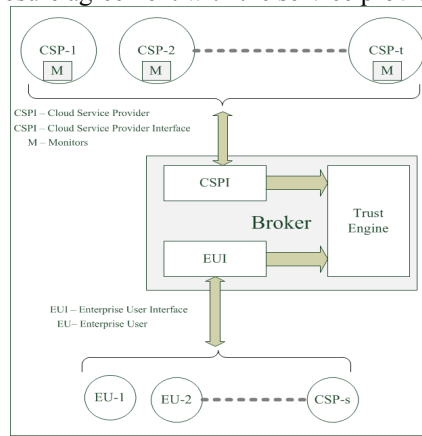 CSP-1 CSP-2 CSP-t
M M M
CSPI – Cloud Service Provider
CSPI – Cloud Service Provider Interface
M – Monitors
CSPI
Broker
Trust
Engine
EUI
EUI – Enterprise User Interface
EU– Enterprise User
EU-1 EU-2 CSP-s